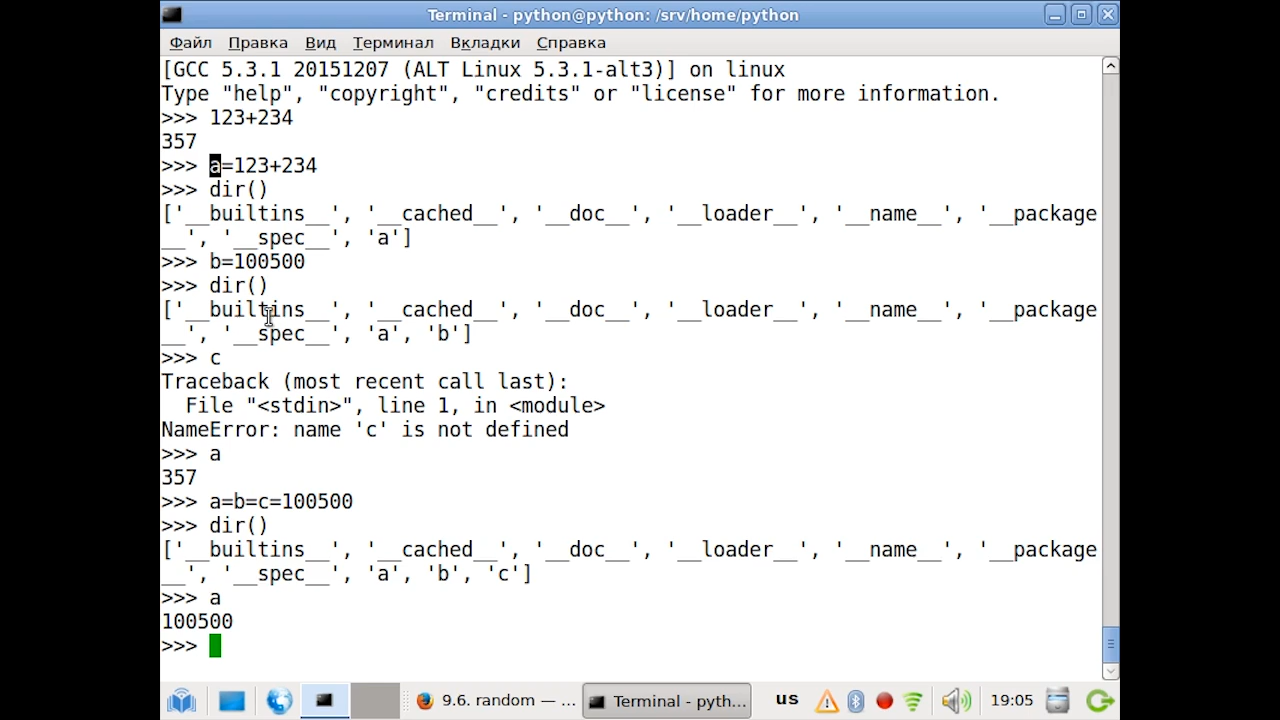 Terminal - python@python: /srv/home/python
Файл Правка Вид Терминал Вкладки Справка
[GCC 5.3.1 20151207 (ALT Linux 5.3.1-alt3)] on linux
Type "help", "copyright", "credits" or "license" for more information.
>>> 123+234
357
>>> a=123+234
>>> dir()
['__builtins__', '__cached__', '__doc__', '__loader__', '__name__', '__package
__', '__spec__', 'a']
>>> b=100500
>>> dir()
['__builtins__', '__cached__', '__doc__', '__loader__', '__name__', '__package
__', '__spec__', 'a', 'b']
>>> c
Traceback (most recent call last):
  File "<stdin>", line 1, in <module>
NameError: name 'c' is not defined
>>> a
357
>>> a=b=c=100500
>>> dir()
['__builtins__', '__cached__', '__doc__', '__loader__', '__name__', '__package
__', '__spec__', 'a', 'b', 'c']
>>> a
100500
>>>
9.6. random — ... Terminal - pyth... us 19:05